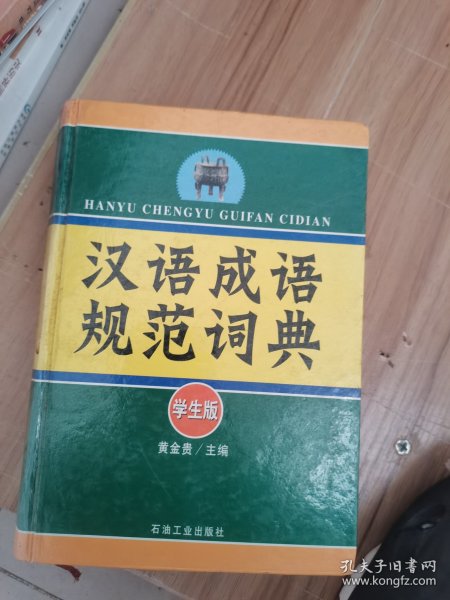 HANYU CHENGYU GUIFAN CIDIAN
汉语成语
规范词典
学生版
黄金贵／主编
石油工业出版社
孔夫子旧书网
www.kongfz.com